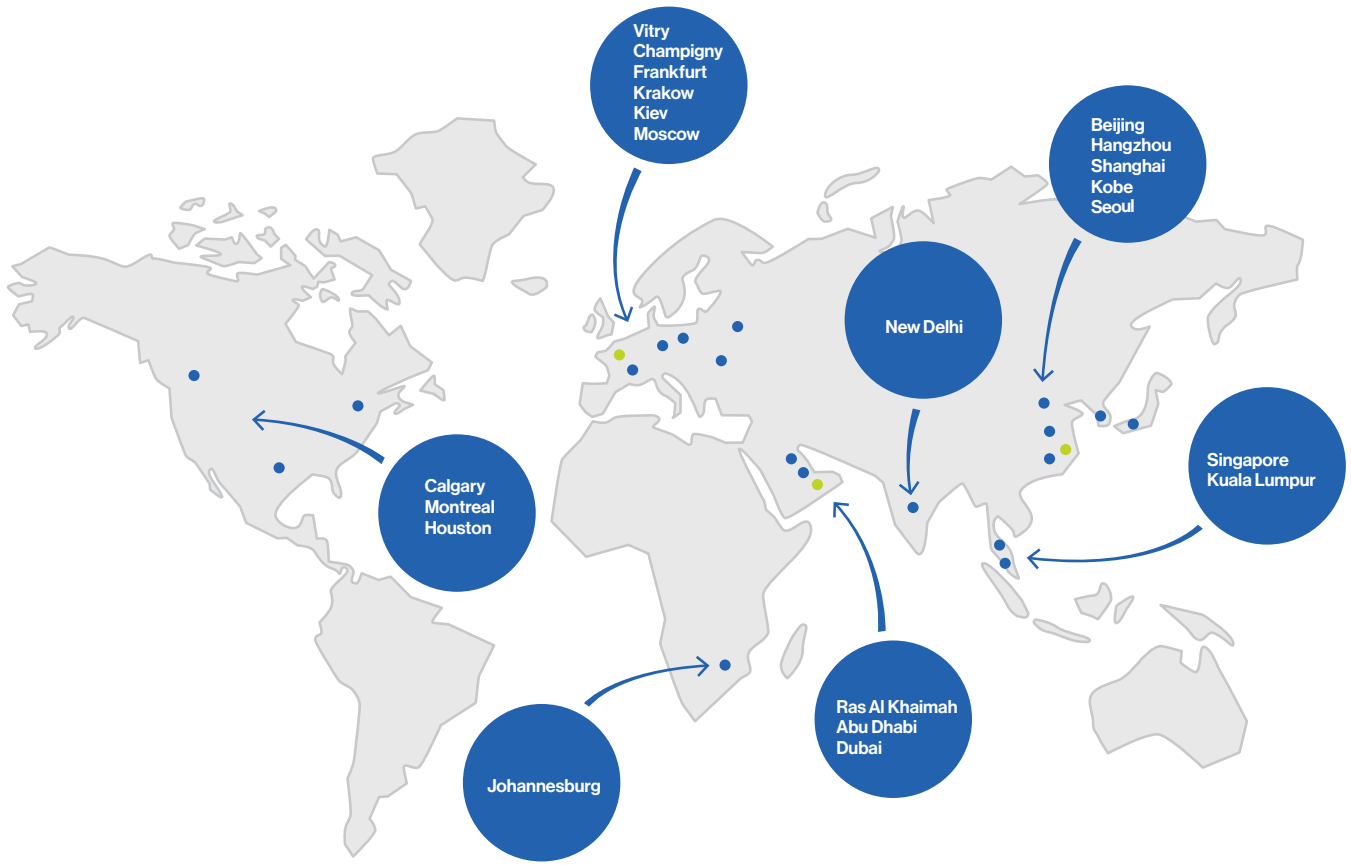 Vitry
Champigny
Frankfurt
Krakow
Kiev
Moscow
Beijing
Hangzhou
Shanghai
Kobe
Seoul
New Delhi
Singapore
Kuala Lumpur
Calgary
Montreal
Houston
Ras Al Khaimah
Abu Dhabi
Dubai
Johannesburg